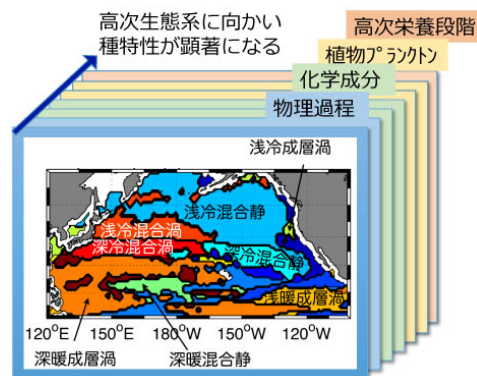 高次生態系に向かい
種特性が顕著になる
高次栄養段階
植物ﾌﾟﾗﾝｸﾄﾝ
化学成分
物理過程
浅冷成層渦
浅冷混合静
浅冷混合渦
深冷混合渦
深冷混合静
浅暖成層渦
120°E 150°E 180°W 150°W 120°W
深暖成層渦
深暖混合静